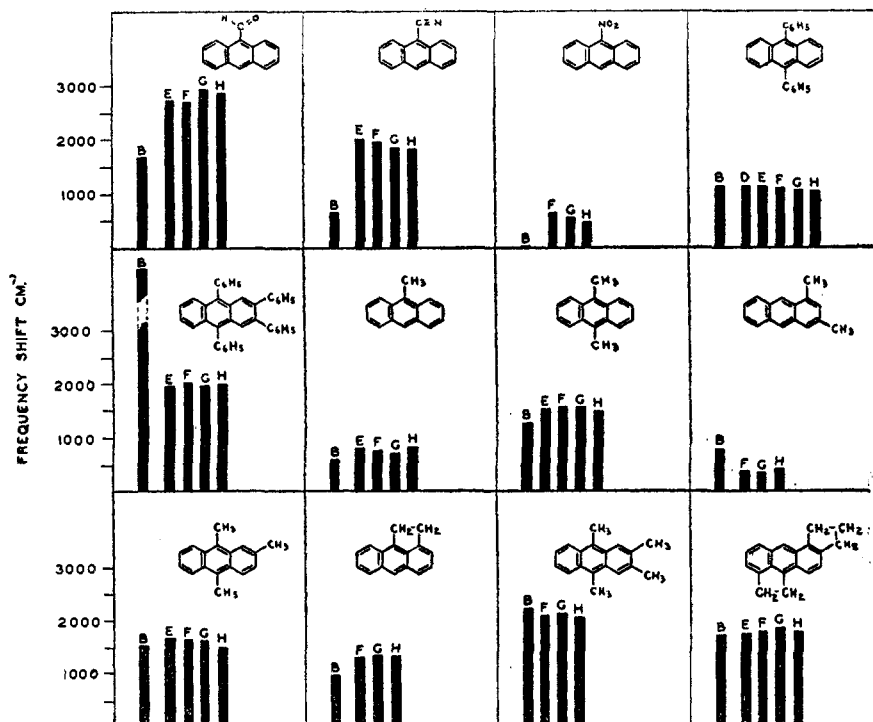 FREQUENCY SHIFT CM.⁻¹
H C O
C≡N
NO₂
C₆H₅
C₆H₅
3000
2000
1000
B E F G H
B E F G H
B F G H
B D E F G H
B
C₆H₅
C₆H₅
C₆H₅
C₆H₅
CH₃
CH₃
CH₃
CH₃
CH₃
3000
2000
1000
E F G H
B E F G H
B E F G H
B F G H
CH₃
CH₃
CH₃
CH₂-CH₂
CH₃
CH₃
CH₃
CH₃
CH₂-CH₂
CH₂
CH₂-CH₂
3000
2000
1000
B E F G H
B F G H
B F G H
B E F G H